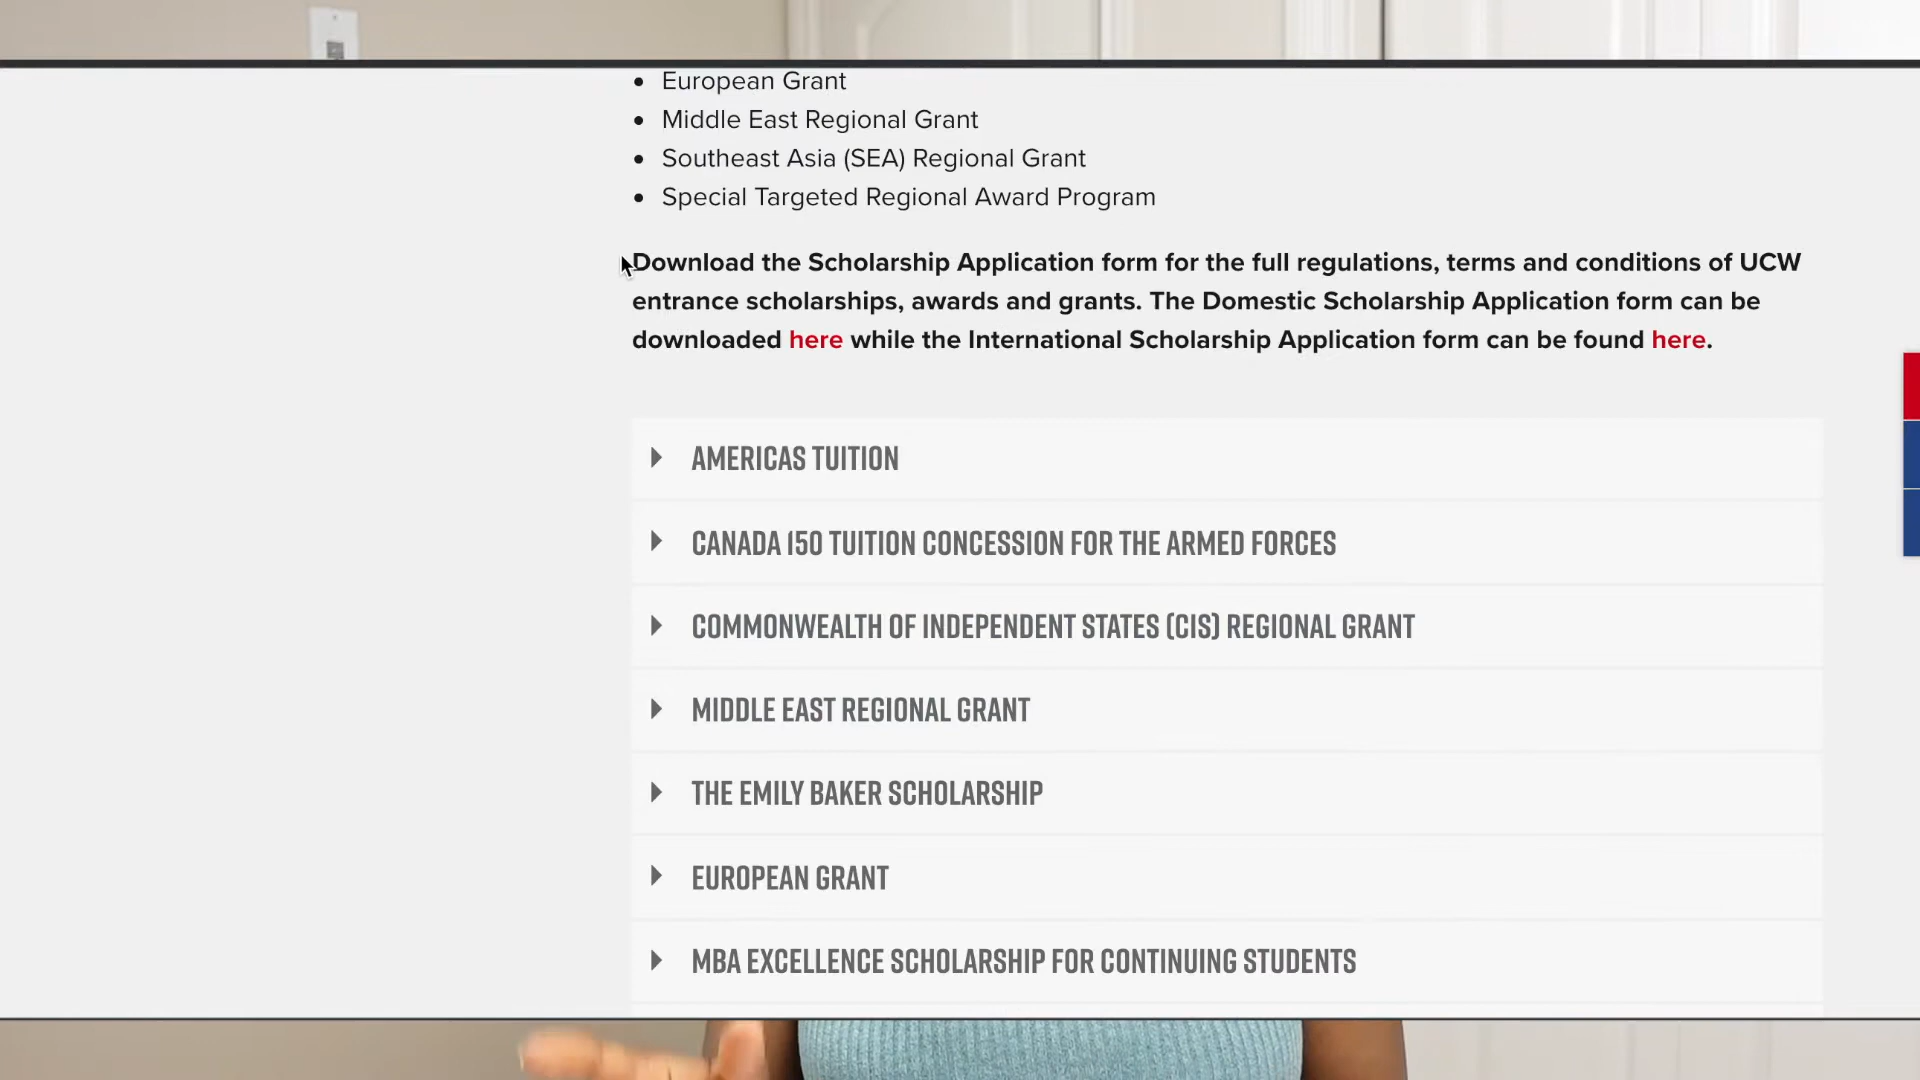 European Grant
Middle East Regional Grant
Southeast Asia (SEA) Regional Grant
Special Targeted Regional Award Program
Download the Scholarship Application form for the full regulations, terms and conditions of UCW
entrance scholarships, awards and grants. The Domestic Scholarship Application form can be
downloaded here while the International Scholarship Application form can be found here.
AMERICAS TUITION
CANADA 150 TUITION CONCESSION FOR THE ARMED FORCES
COMMONWEALTH OF INDEPENDENT STATES (CIS) REGIONAL GRANT
MIDDLE EAST REGIONAL GRANT
THE EMILY BAKER SCHOLARSHIP
EUROPEAN GRANT
MBA EXCELLENCE SCHOLARSHIP FOR CONTINUING STUDENTS